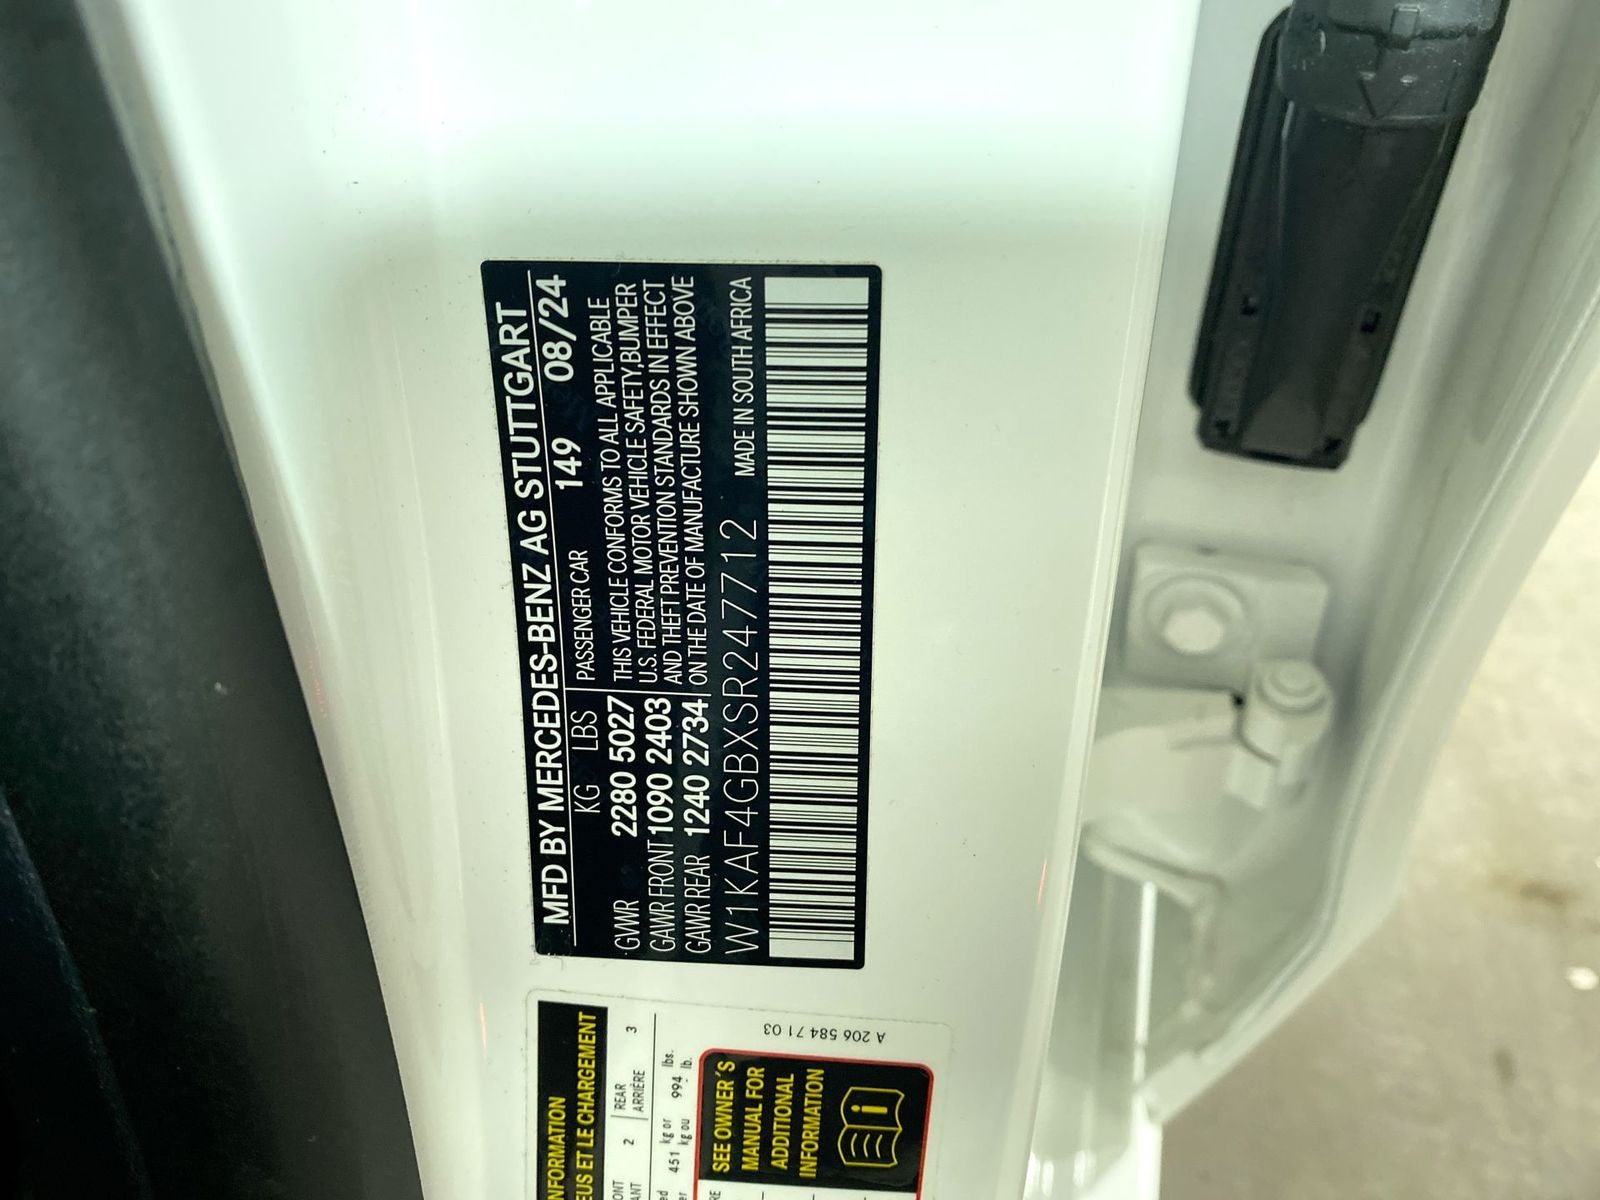 MFD BY MERCEDES-BENZ AG STUTTGART
KG LBS PASSENGER CAR 149 08/24
GVWR 2280 5027
GAWR FRONT 1090 2403
GAWR REAR 1240 2734
THIS VEHICLE CONFORMS TO ALL APPLICABLE
U.S. FEDERAL MOTOR VEHICLE SAFETY,BUMPER
AND THEFT PREVENTION STANDARDS IN EFFECT
ON THE DATE OF MANUFACTURE SHOWN ABOVE
W1KAF4GBXSR247712 MADE IN SOUTH AFRICA
ET LE CHARGEMENT
2 REAR 3
ARRIÈRE
451 kg or 994 lbs.
kg ou lb.
SEE OWNER'S
MANUAL FOR
ADDITIONAL
INFORMATION
A 206 584 71 03